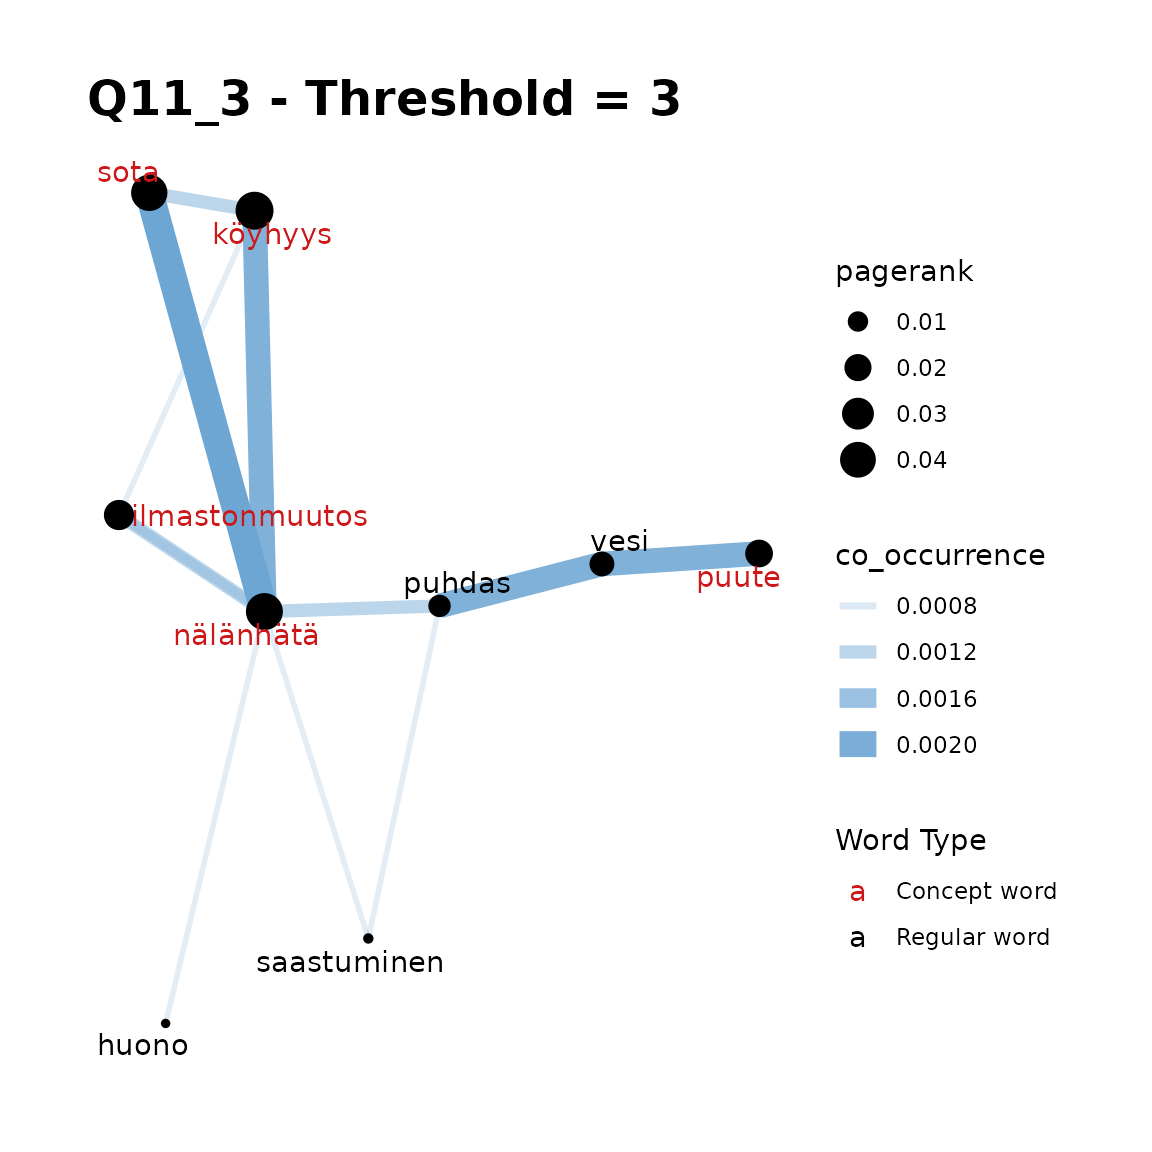 Q11_3 - Threshold = 3
sota
köyhyys
ilmastonmuutos
nälänhätä
puhdas
vesi
puute
saastuminen
huono
pagerank
0.01
0.02
0.03
0.04
co_occurrence
0.0008
0.0012
0.0016
0.0020
Word Type
a Concept word
a Regular word